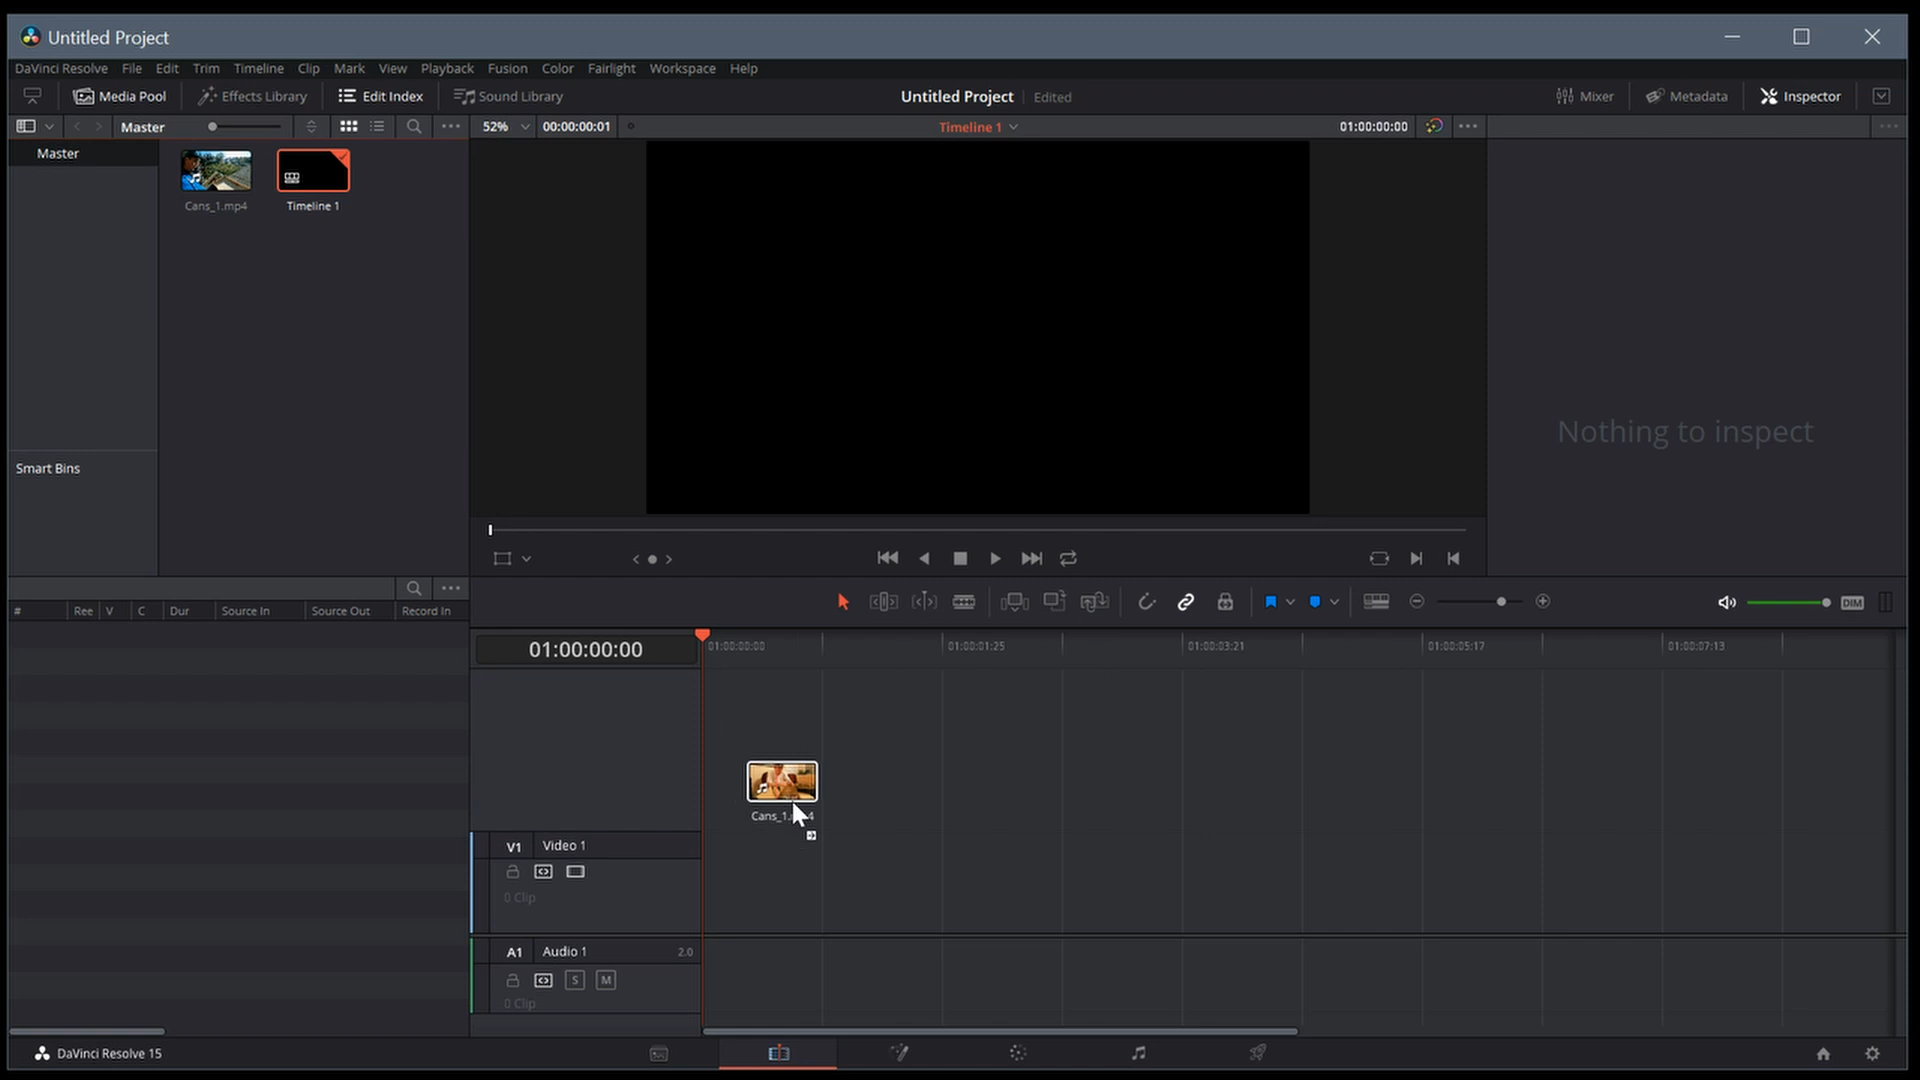 Untitled Project
DaVinci Resolve File Edit Trim Timeline Clip Mark View Playback Fusion Color Fairlight Workspace Help
Media Pool Effects Library Edit Index Sound Library Untitled Project Edited Mixer Metadata Inspector
Master 52% 00:00:00:01 Timeline 1 01:00:00:00
Master
Cans_1.mp4 Timeline 1
Nothing to inspect
Smart Bins
# Ree V C Dur Source In Source Out Record In
DIM
01:00:00:00 01:00:00:00 01:00:01:25 01:00:03:21 01:00:05:17 01:00:07:13
V1 Video 1
0 Clip
A1 Audio 1 2.0
S M
0 Clip
DaVinci Resolve 15